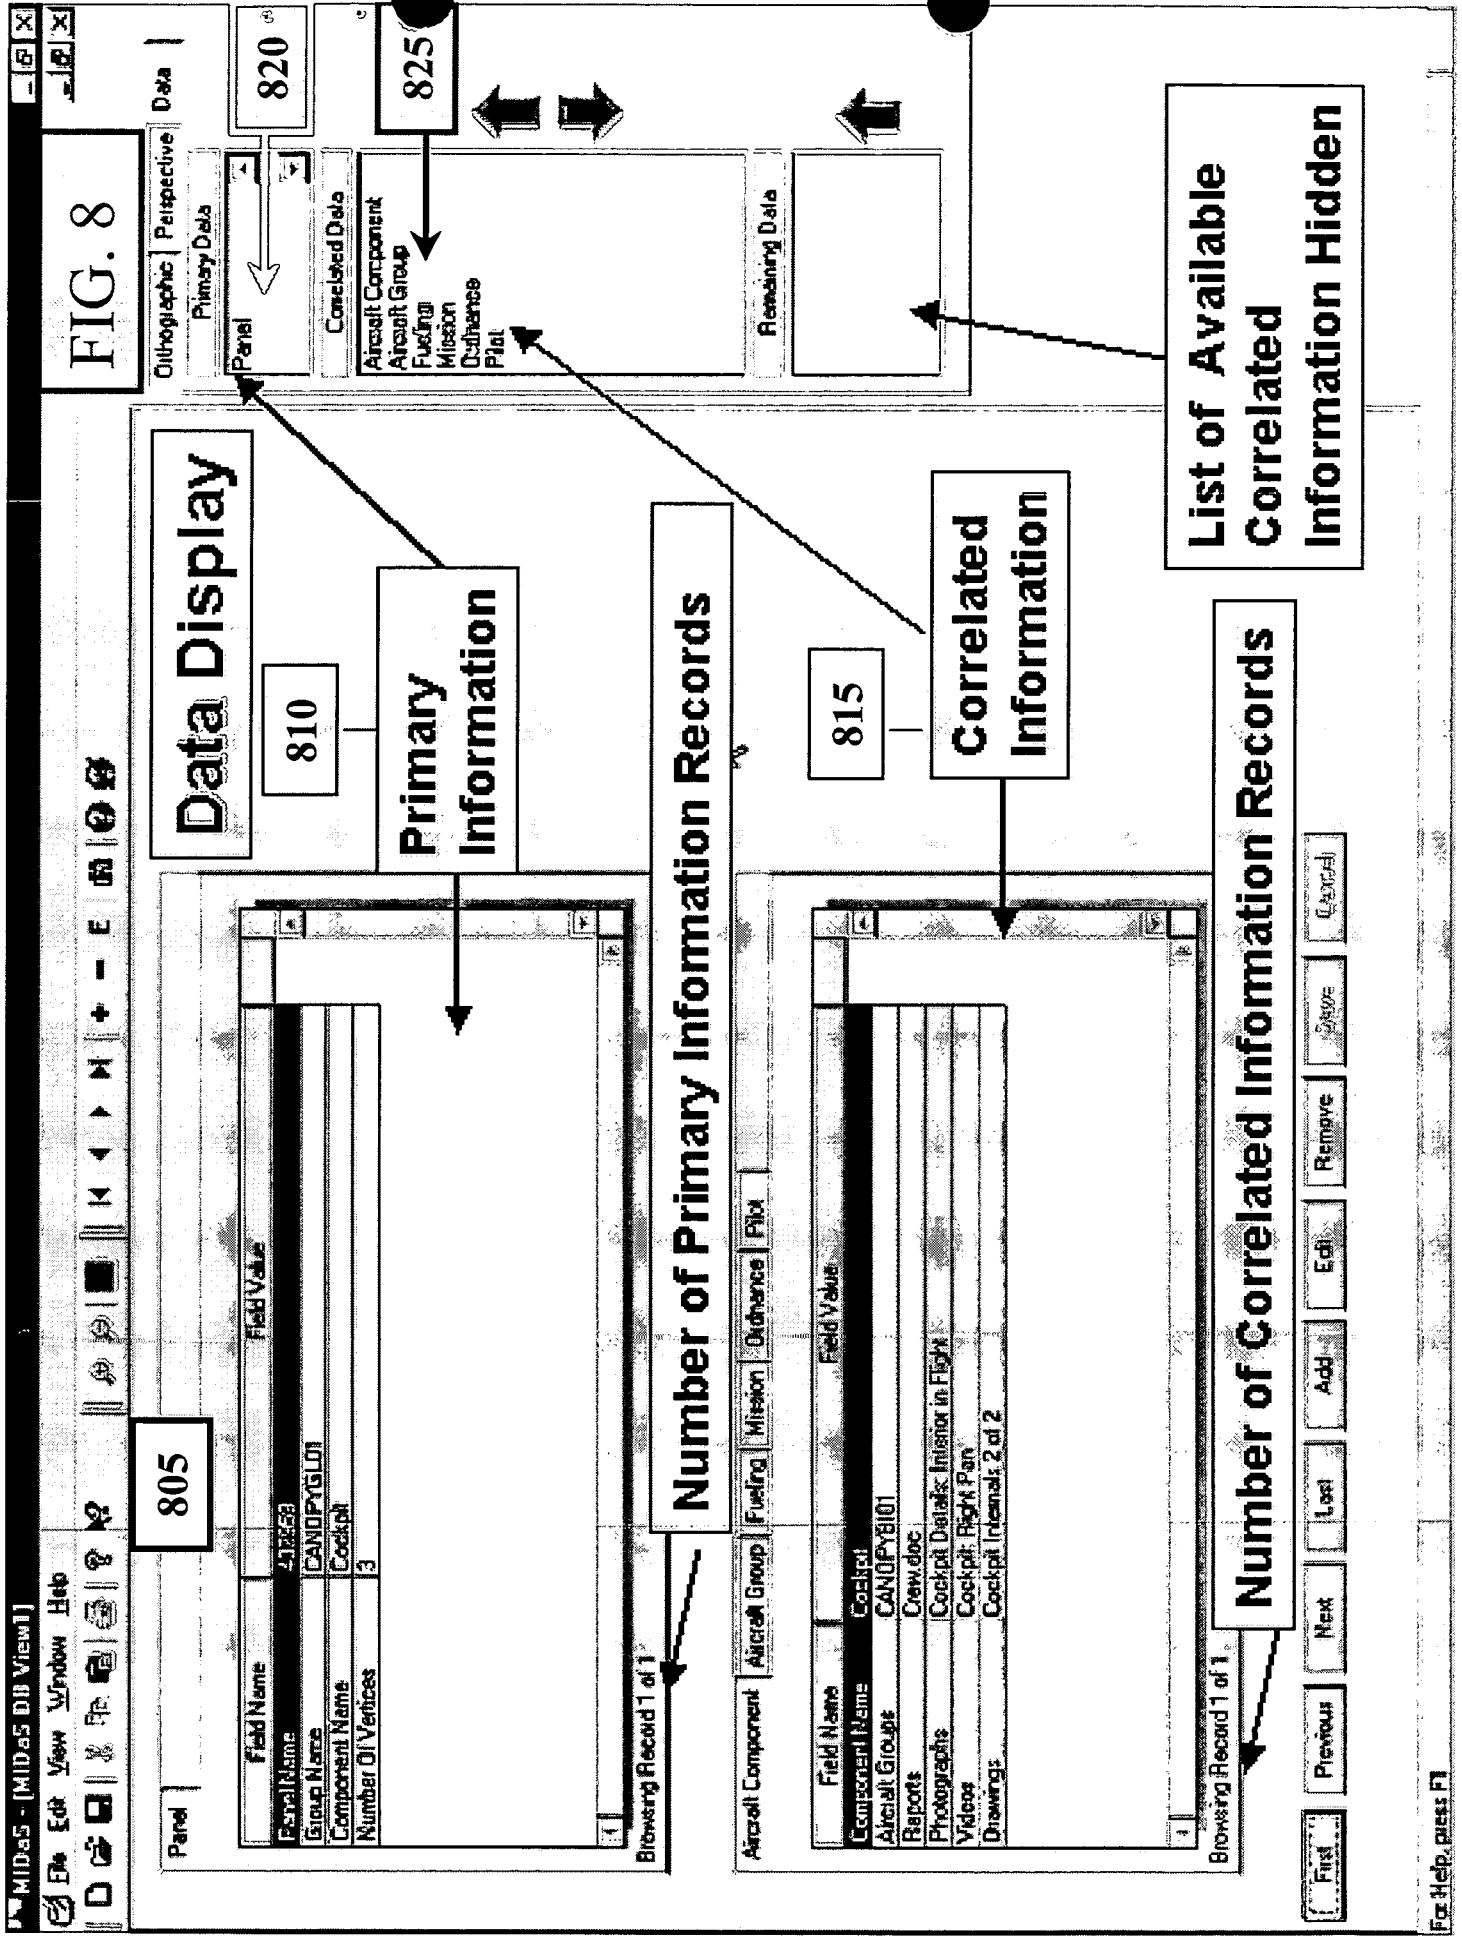 MIDaS - [MIDaS DB View1]
File Edit View Window Help
FIG. 8
805
Data Display
Orthographic Perspective Data
Panel
Primary Data
Panel
820
Field Name Field Value
Panel Name
Group Name CANOPYGL01
Component Name Cockpit
Number Of Vertices 3
810
Primary
Information
Correlated Data
Aircraft Component
Aircraft Group
Fueling
Mission
Ordnance
Pilot
825
Browsing Record 1 of 1
Number of Primary Information Records
Aircraft Component Aircraft Group Fueling Mission Ordnance Pilot
Remaining Data
Field Name Field Value
Component Name Cockpit
Aircraft Groups CANOPYBI01
Reports Crew.doc
Photographs Cockpit Details: Interior in Flight
Videos Cockpit: Right Pan
Drawings Cockpit Internals 2 of 2
815
Correlated
Information
List of Available
Correlated
Information Hidden
Browsing Record 1 of 1
Number of Correlated Information Records
First Previous Next Last Add Edit Remove Save Cancel
For Help, press F1